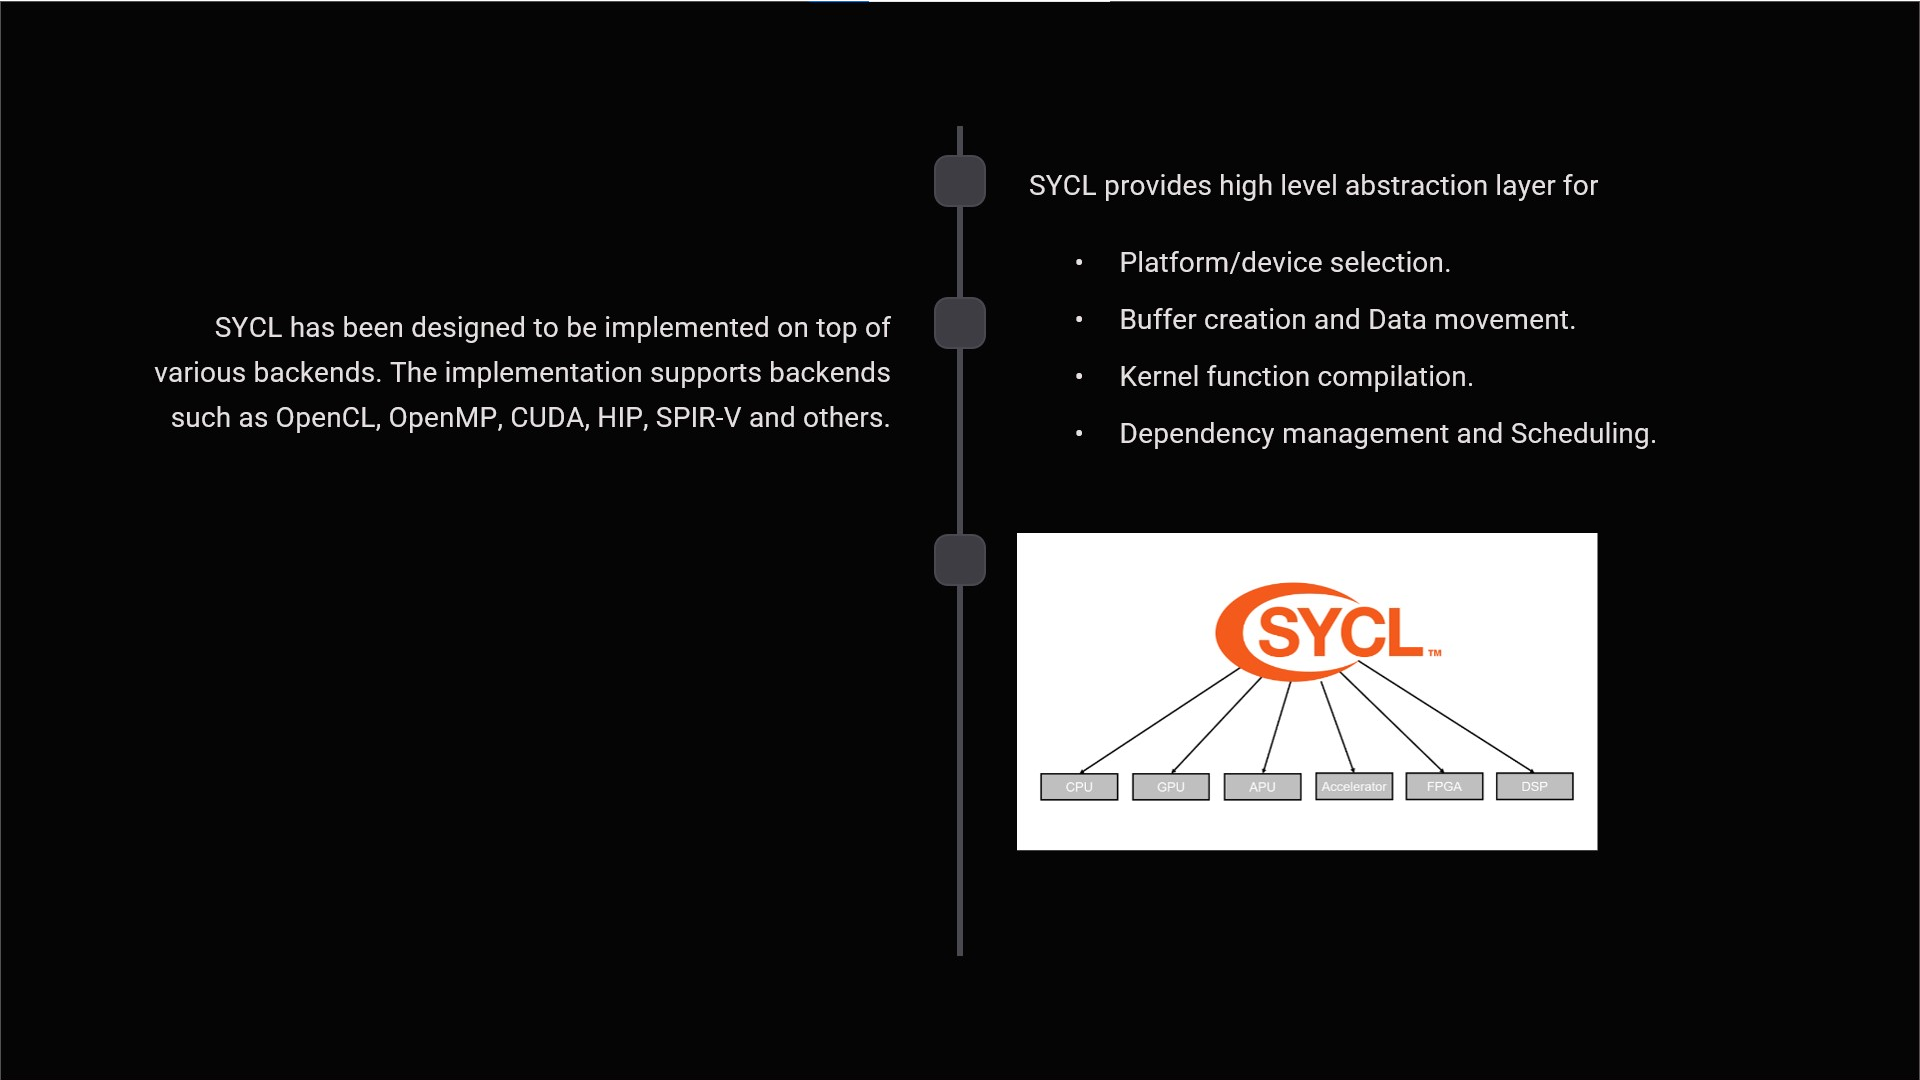 SYCL provides high level abstraction layer for
• Platform/device selection.
• Buffer creation and Data movement.
• Kernel function compilation.
• Dependency management and Scheduling.
SYCL has been designed to be implemented on top of
various backends. The implementation supports backends
such as OpenCL, OpenMP, CUDA, HIP, SPIR-V and others.
SYCL™
CPU GPU APU Accelerator FPGA DSP